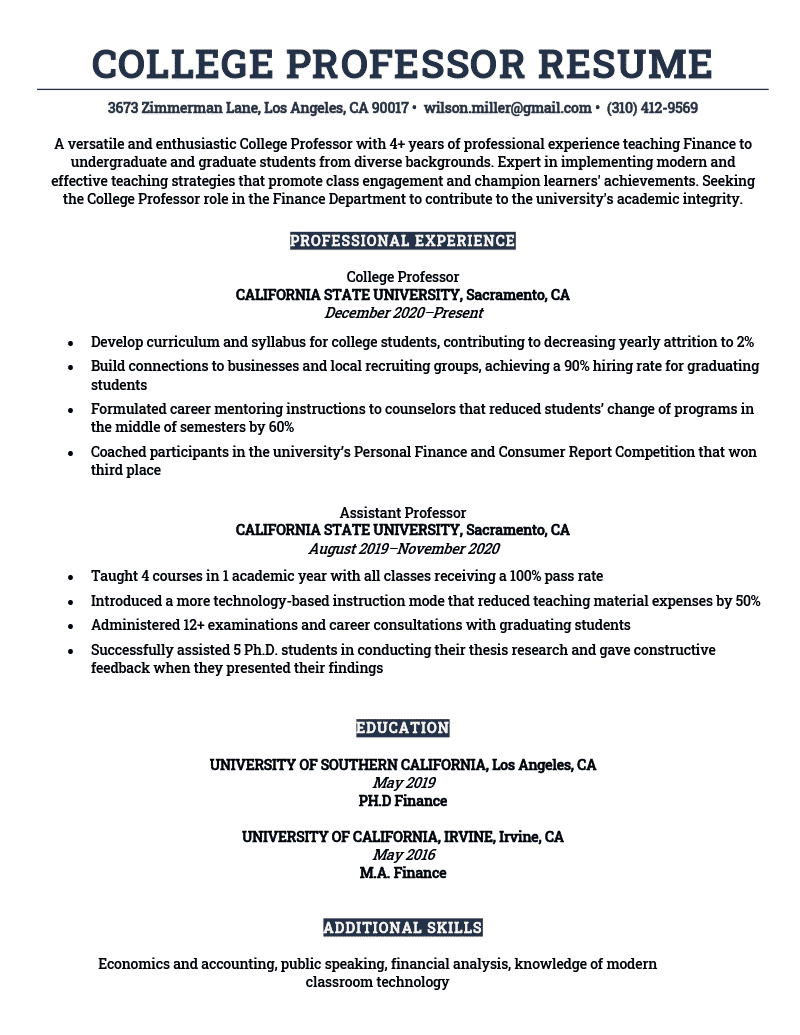 COLLEGE PROFESSOR RESUME
3673 Zimmerman Lane, Los Angeles, CA 90017 • wilson.miller@gmail.com • (310) 412-9569
A versatile and enthusiastic College Professor with 4+ years of professional experience teaching Finance to
undergraduate and graduate students from diverse backgrounds. Expert in implementing modern and
effective teaching strategies that promote class engagement and champion learners' achievements. Seeking
the College Professor role in the Finance Department to contribute to the university's academic integrity.
PROFESSIONAL EXPERIENCE
College Professor
CALIFORNIA STATE UNIVERSITY, Sacramento, CA
December 2020–Present
• Develop curriculum and syllabus for college students, contributing to decreasing yearly attrition to 2%
• Build connections to businesses and local recruiting groups, achieving a 90% hiring rate for graduating
students
• Formulated career mentoring instructions to counselors that reduced students’ change of programs in
the middle of semesters by 60%
• Coached participants in the university’s Personal Finance and Consumer Report Competition that won
third place
Assistant Professor
CALIFORNIA STATE UNIVERSITY, Sacramento, CA
August 2019–November 2020
• Taught 4 courses in 1 academic year with all classes receiving a 100% pass rate
• Introduced a more technology-based instruction mode that reduced teaching material expenses by 50%
• Administered 12+ examinations and career consultations with graduating students
• Successfully assisted 5 Ph.D. students in conducting their thesis research and gave constructive
feedback when they presented their findings
EDUCATION
UNIVERSITY OF SOUTHERN CALIFORNIA, Los Angeles, CA
May 2019
PH.D Finance
UNIVERSITY OF CALIFORNIA, IRVINE, Irvine, CA
May 2016
M.A. Finance
ADDITIONAL SKILLS
Economics and accounting, public speaking, financial analysis, knowledge of modern
classroom technology